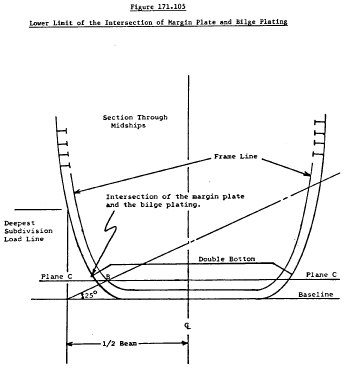 Figure 171.105
Lower Limit of the Intersection of Margin Plate and Bilge Plating
Section Through
Midships
Frame Line
Intersection of the margin plate
and the bilge plating.
Deepest
Subdivision
Load Line
Double Bottom
Plane C
B
Plane C
25°
Baseline
℄
1/2 Beam